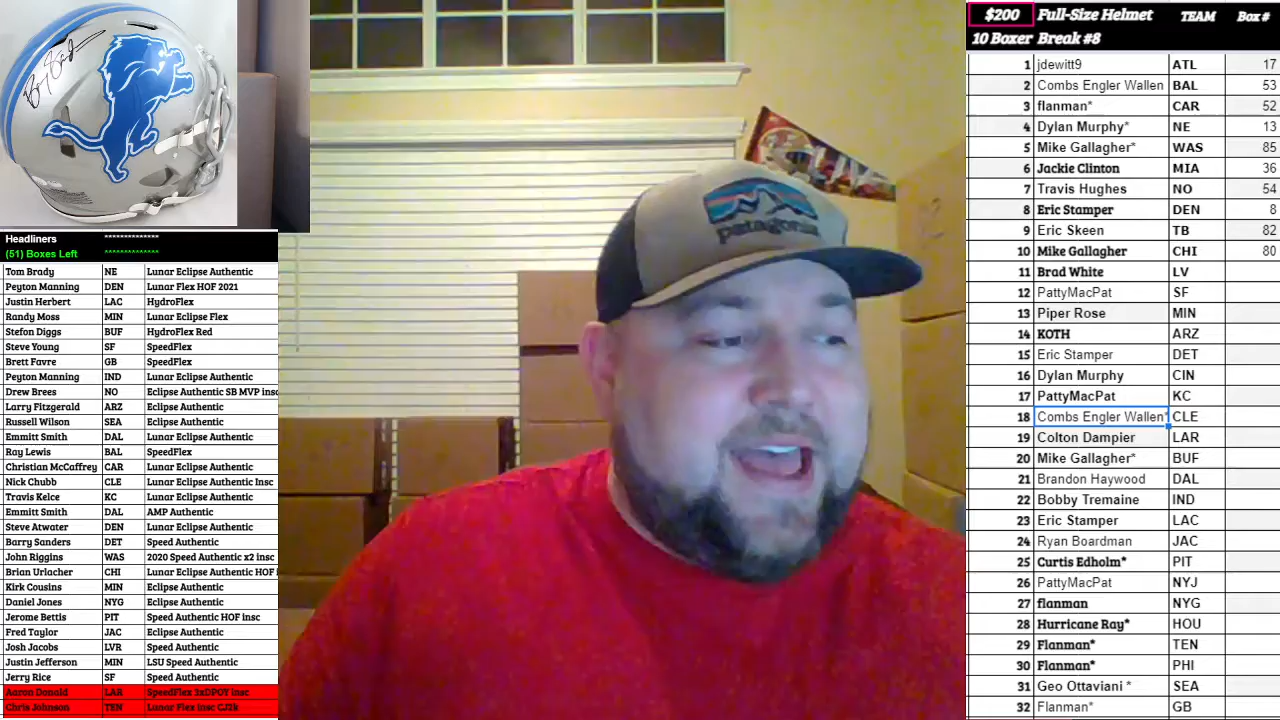 $200 Full-Size Helmet TEAM Box #
10 Boxer Break #8
1 jdewitt9 ATL 17
2 Combs Engler Wallen BAL 53
3 flanman* CAR 52
4 Dylan Murphy* NE 13
5 Mike Gallagher* WAS 85
6 Jackie Clinton MIA 36
7 Travis Hughes NO 54
8 Eric Stamper DEN 8
9 Eric Skeen TB 82
10 Mike Gallagher CHI 80
11 Brad White LV
12 PattyMacPat SF
13 Piper Rose MIN
14 KOTH ARZ
15 Eric Stamper DET
16 Dylan Murphy CIN
17 PattyMacPat KC
18 Combs Engler Wallen* CLE
19 Colton Dampier LAR
20 Mike Gallagher* BUF
21 Brandon Haywood DAL
22 Bobby Tremaine IND
23 Eric Stamper LAC
24 Ryan Boardman JAC
25 Curtis Edholm* PIT
26 PattyMacPat NYJ
27 flanman NYG
28 Hurricane Ray* HOU
29 Flanman* TEN
30 Flanman* PHI
31 Geo Ottaviani * SEA
32 Flanman* GB
Headliners **************
(51) Boxes Left **************
Tom Brady NE Lunar Eclipse Authentic
Peyton Manning DEN Lunar Flex HOF 2021
Justin Herbert LAC HydroFlex
Randy Moss MIN Lunar Eclipse Flex
Stefon Diggs BUF HydroFlex Red
Steve Young SF SpeedFlex
Brett Favre GB SpeedFlex
Peyton Manning IND Lunar Eclipse Authentic
Drew Brees NO Eclipse Authentic SB MVP insc
Larry Fitzgerald ARZ Eclipse Authentic
Russell Wilson SEA Eclipse Authentic
Emmitt Smith DAL Lunar Eclipse Authentic
Ray Lewis BAL SpeedFlex
Christian McCaffrey CAR Lunar Eclipse Authentic
Nick Chubb CLE Lunar Eclipse Authentic Insc
Travis Kelce KC Lunar Eclipse Authentic
Emmitt Smith DAL AMP Authentic
Steve Atwater DEN Lunar Eclipse Authentic
Barry Sanders DET Speed Authentic
John Riggins WAS 2020 Speed Authentic x2 insc
Brian Urlacher CHI Lunar Eclipse Authentic HOF i
Kirk Cousins MIN Eclipse Authentic
Daniel Jones NYG Eclipse Authentic
Jerome Bettis PIT Speed Authentic HOF insc
Fred Taylor JAC Eclipse Authentic
Josh Jacobs LVR Speed Authentic
Justin Jefferson MIN LSU Speed Authentic
Jerry Rice SF Speed Authentic
Aaron Donald LAR SpeedFlex 3xDPOY insc
Chris Johnson TEN Lunar Flex insc CJ2k
patagonia